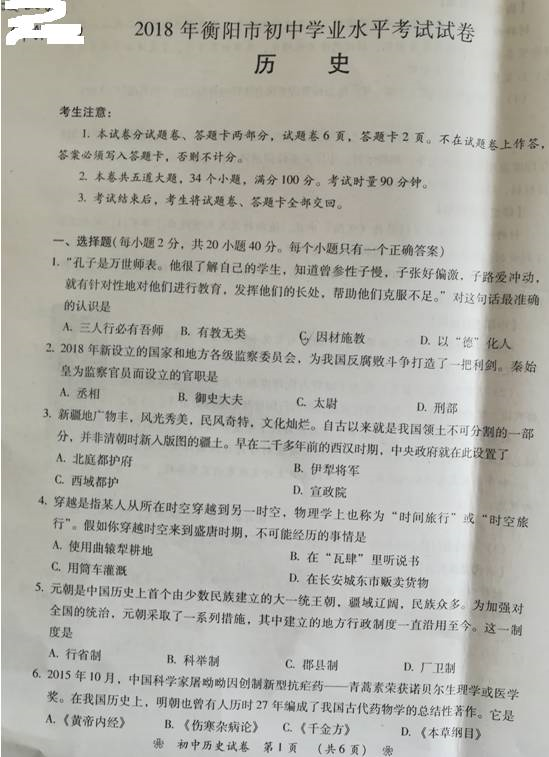 2018 年衡阳市初中学业水平考试试卷
历 史
考生注意：
1. 本试卷分试题卷、答题卡两部分，试题卷 6 页，答题卡 2 页。不在试题卷上作答，
答案必须写入答题卡，否则不计分。
2. 本卷共五道大题，34 个小题，满分 100 分。考试时量 90 分钟。
3. 考试结束后，考生将试题卷、答题卡全部交回。
一、选择题（每小题 2 分，共 20 小题 40 分。每个小题只有一个正确答案）
1. “孔子是万世师表。他很了解自己的学生，知道曾参性子慢，子张好偏激，子路爱冲动，
就有针对性地对他们进行教育，发挥他们的长处，帮助他们克服不足。”对这句话最准确
的认识是
A. 三人行必有吾师 B. 有教无类 C. 因材施教 D. 以“德”化人
2. 2018 年新设立的国家和地方各级监察委员会，为我国反腐败斗争打造了一把利剑。秦始
皇为监察官员而设立的官职是
A. 丞相 B. 御史大夫 C. 太尉 D. 刑部
3. 新疆地广物丰，风光秀美，民风奇特，文化灿烂。自古以来就是我国领土不可分割的一部
分，并非清朝时新入版图的疆土。早在二千多年前的西汉时期，中央政府就在此设置了
A. 北庭都护府 B. 伊犁将军
C. 西域都护 D. 宣政院
4. 穿越是指某人从所在时空穿越到另一时空，物理学上也称为“时间旅行”或“时空旅
行”。假如你穿越时空来到盛唐时期，不可能经历的事情是
A. 使用曲辕犁耕地 B. 在“瓦肆”里听说书
C. 用筒车灌溉 D. 在长安城东市贩卖货物
5. 元朝是中国历史上首个由少数民族建立的大一统王朝，疆域辽阔，民族众多。为加强对
全国的统治，元朝采取了一系列措施，其中建立的地方行政制度一直沿用至今。这一制
度是
A. 行省制 B. 科举制 C. 郡县制 D. 厂卫制
6. 2015 年 10 月，中国科学家屠呦呦因创制新型抗疟药——青蒿素荣获诺贝尔生理学或医学
奖。在我国历史上，明朝也曾有人历时 27 年编成了我国古代药物学的总结性著作。它是
A.《黄帝内经》 B.《伤寒杂病论》 C.《千金方》 D.《本草纲目》
初中历史试卷 第 1 页 （共 6 页）